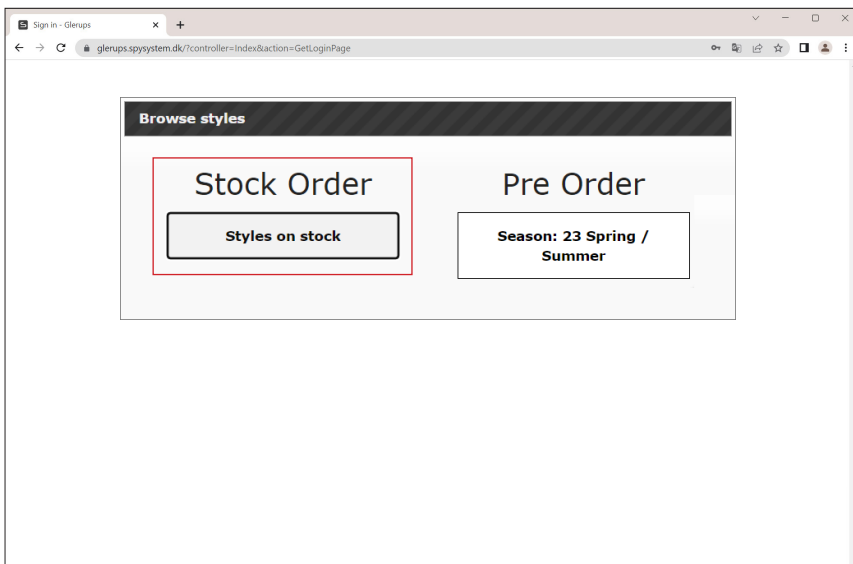 Sign in - Glerups
glerups.spysystem.dk/?controller=Index&action=GetLoginPage
Browse styles
Stock Order
Styles on stock
Pre Order
Season: 23 Spring /
Summer